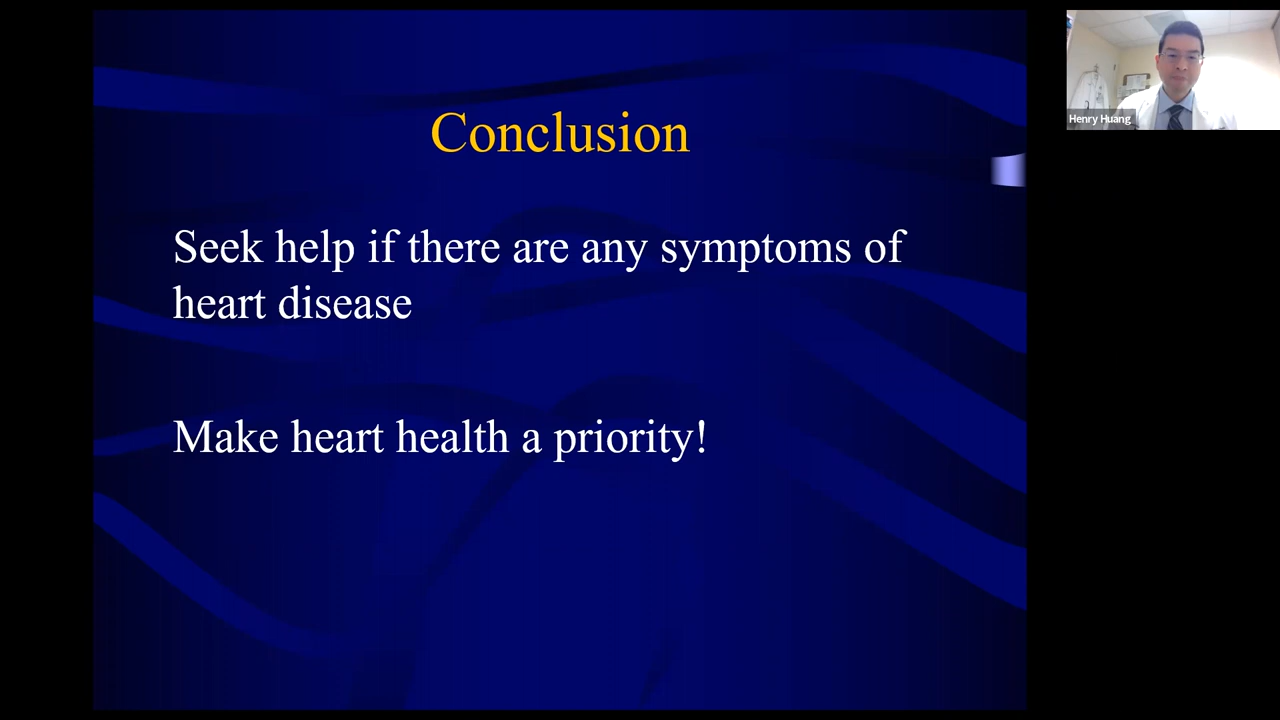 Conclusion
Seek help if there are any symptoms of
heart disease
Make heart health a priority!
Henry Huang